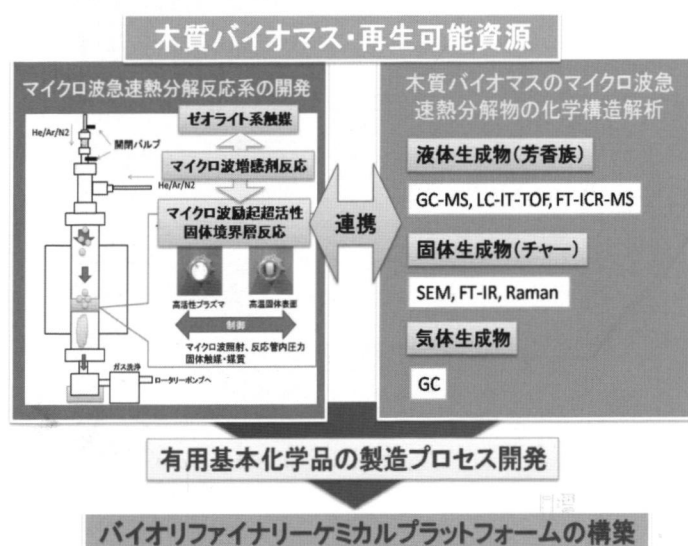 木質バイオマス・再生可能資源
マイクロ波急速熱分解反応系の開発
He/Ar/N2
開閉バルブ
He/Ar/N2
ゼオライト系触媒
マイクロ波増感剤反応
マイクロ波励起超活性
固体境界層反応
高活性プラズマ
高温固体表面
制御
マイクロ波照射、反応管内圧力
固体触媒・媒質
ガス洗浄
ロータリーポンプへ
連携
木質バイオマスのマイクロ波急
速熱分解物の化学構造解析
液体生成物(芳香族)
GC-MS, LC-IT-TOF, FT-ICR-MS
固体生成物(チャー)
SEM, FT-IR, Raman
気体生成物
GC
有用基本化学品の製造プロセス開発
バイオリファイナリーケミカルプラットフォームの構築